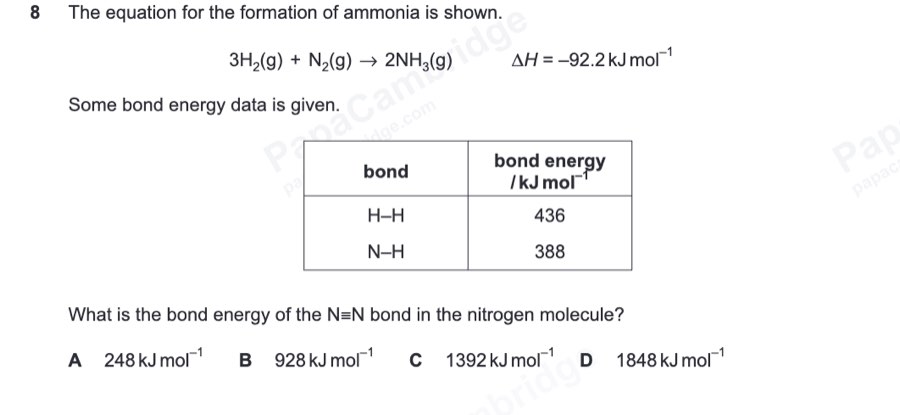 8 The equation for the formation of ammonia is shown.
3H₂(g) + N₂(g) → 2NH₃(g) ΔH = –92.2 kJ mol⁻¹
Some bond energy data is given.
bond bond energy / kJ mol⁻¹
H–H 436
N–H 388
What is the bond energy of the N≡N bond in the nitrogen molecule?
A 248 kJ mol⁻¹ B 928 kJ mol⁻¹ C 1392 kJ mol⁻¹ D 1848 kJ mol⁻¹
PapaCambridge